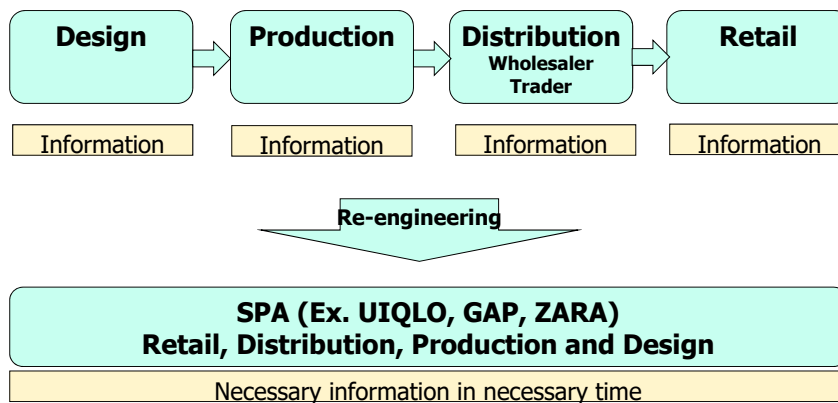 Design
Production
Distribution
Wholesaler
Trader
Retail
Information
Information
Information
Information
Re-engineering
SPA (Ex. UIQLO, GAP, ZARA)
Retail, Distribution, Production and Design
Necessary information in necessary time